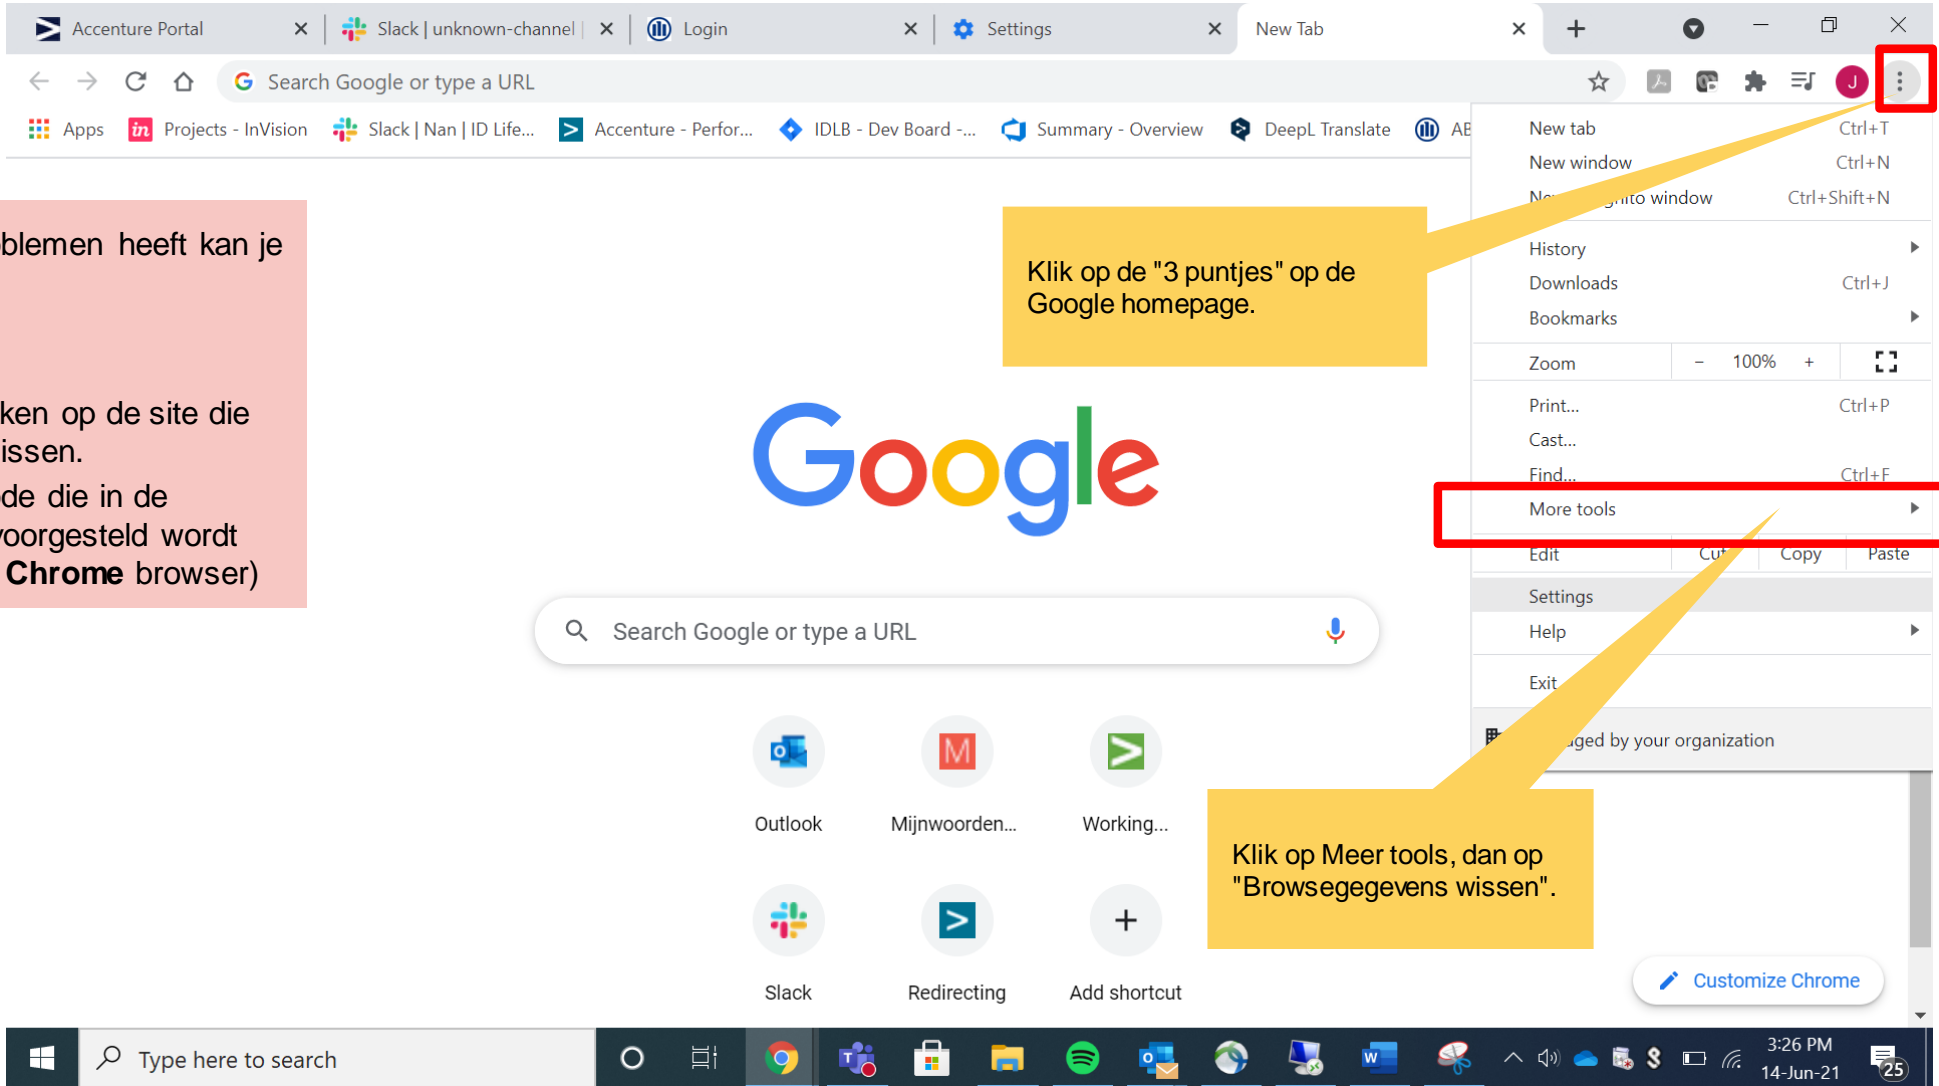 Accenture Portal
Slack | unknown-channel |
Login
Settings
New Tab
Search Google or type a URL
J
Apps
in Projects - InVision
Slack | Nan | ID Life...
Accenture - Perfor...
IDLB - Dev Board -...
Summary - Overview
DeepL Translate
AB
New tab Ctrl+T
New window Ctrl+N
window Ctrl+Shift+N
History
Downloads Ctrl+J
Bookmarks
Zoom - 100% +
Print... Ctrl+P
Cast...
Find... Ctrl+F
More tools
Edit Cut Copy Paste
Settings
Help
Exit
by your organization
blemen heeft kan je
ken op de site die
issen.
de die in de
voorgesteld wordt
Chrome browser)
Klik op de "3 puntjes" op de
Google homepage.
Google
Search Google or type a URL
Outlook
M
Mijnwoorden...
Working...
Slack
Redirecting
Add shortcut
Klik op Meer tools, dan op
"Browsegegevens wissen".
Customize Chrome
Type here to search
3:26 PM
14-Jun-21
25